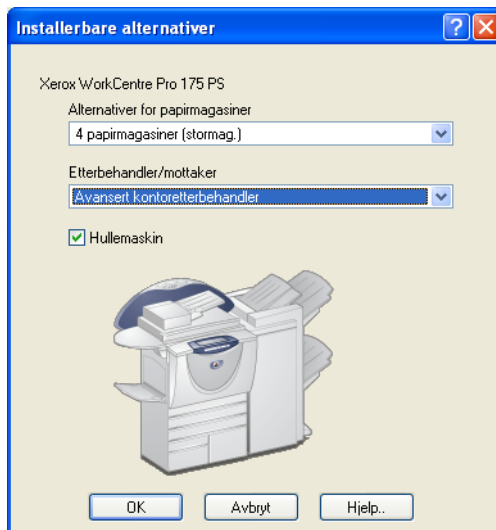 Installerbare alternativer
Xerox WorkCentre Pro 175 PS
Alternativer for papirmagasiner
4 papirmagasiner (stormag.)
Etterbehandler/mottaker
Avansert kontoretterbehandler
Hullemaskin
OK Avbryt Hjelp..